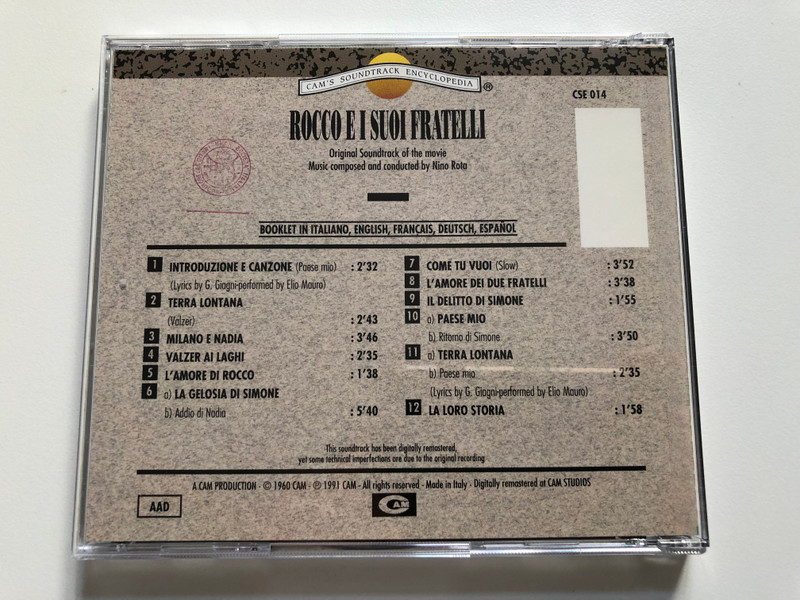 CAM'S SOUNDTRACK ENCYCLOPEDIA ®
CSE 014
ROCCO E I SUOI FRATELLI
Original Soundtrack of the movie
Music composed and conducted by Nino Rota
BOOKLET IN ITALIANO, ENGLISH, FRANCAIS, DEUTSCH, ESPAÑOL
1 INTRODUZIONE E CANZONE (Paese mio) : 2'32
(Lyrics by G. Giagni-performed by Elio Mauro)
2 TERRA LONTANA
(Valzer) : 2'43
3 MILANO E NADIA : 3'46
4 VALZER AI LAGHI : 2'35
5 L'AMORE DI ROCCO : 1'38
6 a) LA GELOSIA DI SIMONE
b) Addio di Nadia : 5'40
7 COME TU VUOI (Slow) : 3'52
8 L'AMORE DEI DUE FRATELLI : 3'38
9 IL DELITTO DI SIMONE : 1'55
10 a) PAESE MIO
b) Ritorno di Simone : 3'50
11 a) TERRA LONTANA
b) Paese mio : 2'35
(Lyrics by G. Giagni-performed by Elio Mauro)
12 LA LORO STORIA : 1'58
This soundtrack has been digitally remastered,
yet some technical imperfections are due to the original recording
A CAM PRODUCTION - © 1960 CAM - ℗ 1991 CAM - All rights reserved - Made in Italy - Digitally remastered at CAM STUDIOS
AAD
CAM